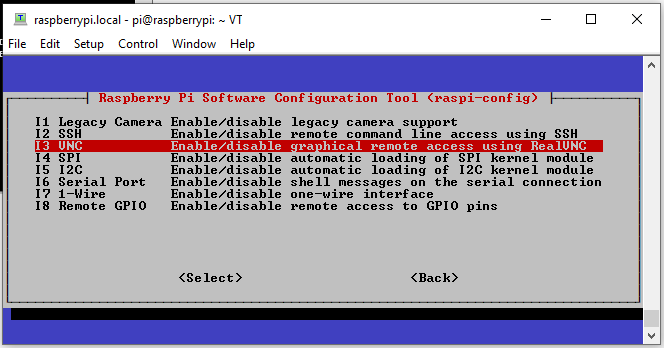 raspberrypi.local - pi@raspberrypi: ~ VT
File Edit Setup Control Window Help
Raspberry Pi Software Configuration Tool (raspi-config)
I1 Legacy Camera Enable/disable legacy camera support
I2 SSH Enable/disable remote command line access using SSH
I3 VNC Enable/disable graphical remote access using RealVNC
I4 SPI Enable/disable automatic loading of SPI kernel module
I5 I2C Enable/disable automatic loading of I2C kernel module
I6 Serial Port Enable/disable shell messages on the serial connection
I7 1-Wire Enable/disable one-wire interface
I8 Remote GPIO Enable/disable remote access to GPIO pins
<Select> <Back>